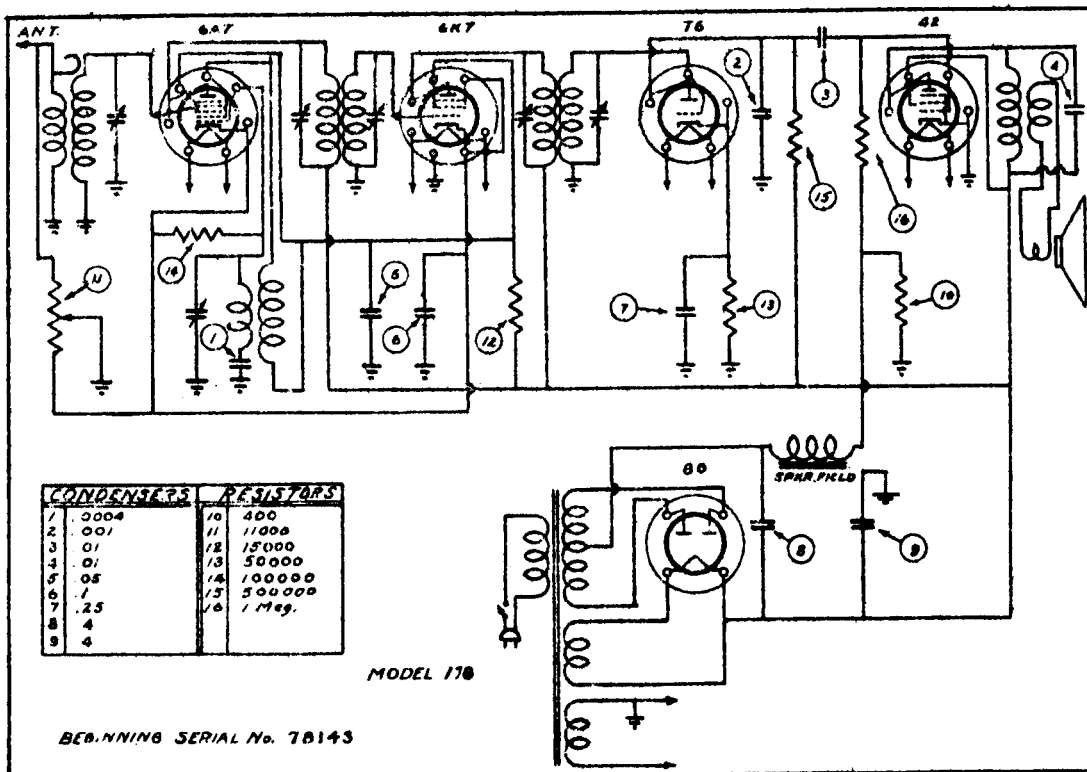 ANT.
6A7
6K7
T6
42
2
3
4
15
16
14
11
1
5
6
12
7
13
10
80
SPKR. FIELD
8
9
CONDENSERS RESISTORS
1 .0004 10 400
2 .001 11 11000
3 .01 12 15000
4 .01 13 50000
5 .05 14 100000
6 .1 15 500000
7 .25 16 1 Meg.
8 4
9 4
MODEL 178
BEGINNING SERIAL No. 78143